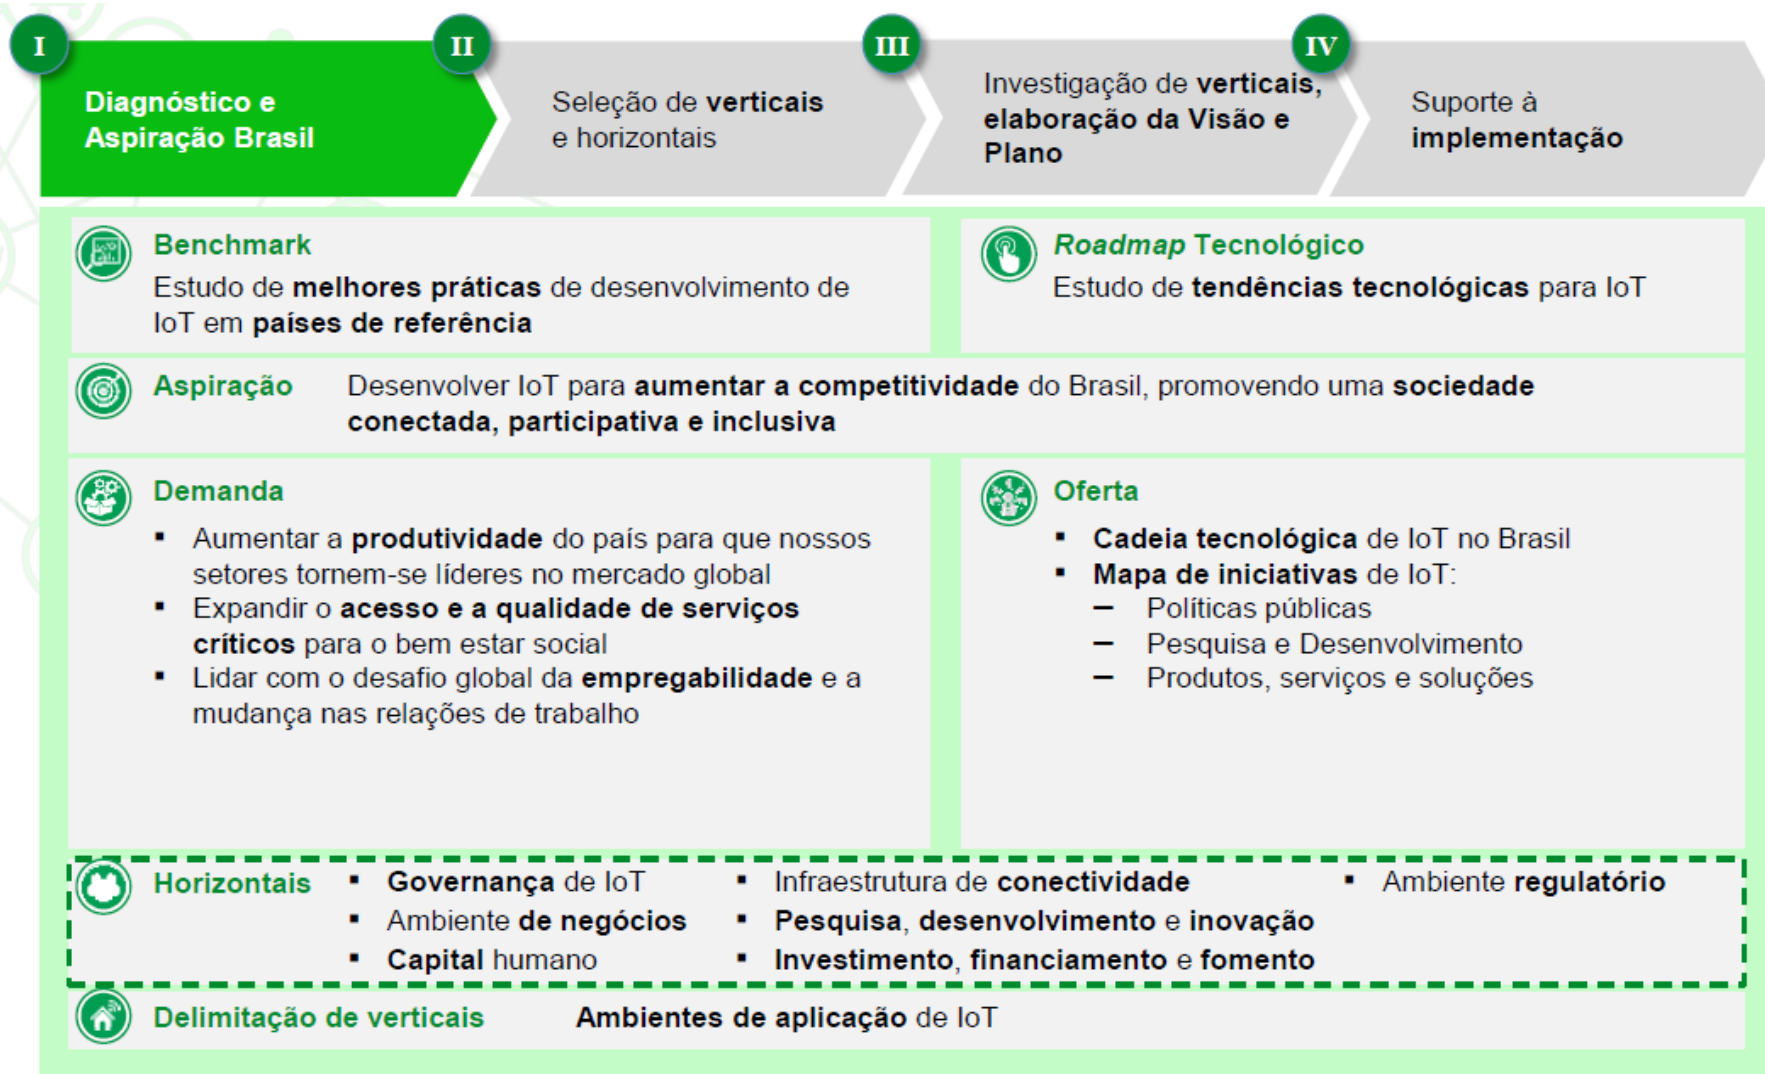 I
II
III
IV
Diagnóstico e
Aspiração Brasil
Seleção de verticais
e horizontais
Investigação de verticais,
elaboração da Visão e
Plano
Suporte à
implementação
Benchmark
Estudo de melhores práticas de desenvolvimento de
IoT em países de referência
Roadmap Tecnológico
Estudo de tendências tecnológicas para IoT
Aspiração
Desenvolver IoT para aumentar a competitividade do Brasil, promovendo uma sociedade
conectada, participativa e inclusiva
Demanda
▪ Aumentar a produtividade do país para que nossos
setores tornem-se líderes no mercado global
▪ Expandir o acesso e a qualidade de serviços
críticos para o bem estar social
▪ Lidar com o desafio global da empregabilidade e a
mudança nas relações de trabalho
Oferta
▪ Cadeia tecnológica de IoT no Brasil
▪ Mapa de iniciativas de IoT:
– Políticas públicas
– Pesquisa e Desenvolvimento
– Produtos, serviços e soluções
Horizontais
▪ Governança de IoT
▪ Ambiente de negócios
▪ Capital humano
▪ Infraestrutura de conectividade
▪ Pesquisa, desenvolvimento e inovação
▪ Investimento, financiamento e fomento
▪ Ambiente regulatório
Delimitação de verticais
Ambientes de aplicação de IoT